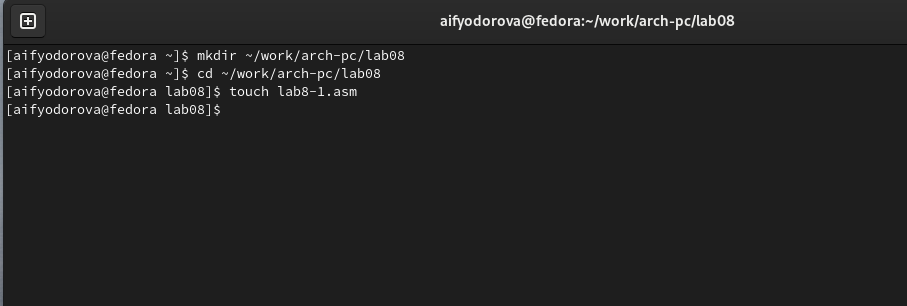 aifyodorova@fedora:~/work/arch-pc/lab08
[aifyodorova@fedora ~]$ mkdir ~/work/arch-pc/lab08
[aifyodorova@fedora ~]$ cd ~/work/arch-pc/lab08
[aifyodorova@fedora lab08]$ touch lab8-1.asm
[aifyodorova@fedora lab08]$